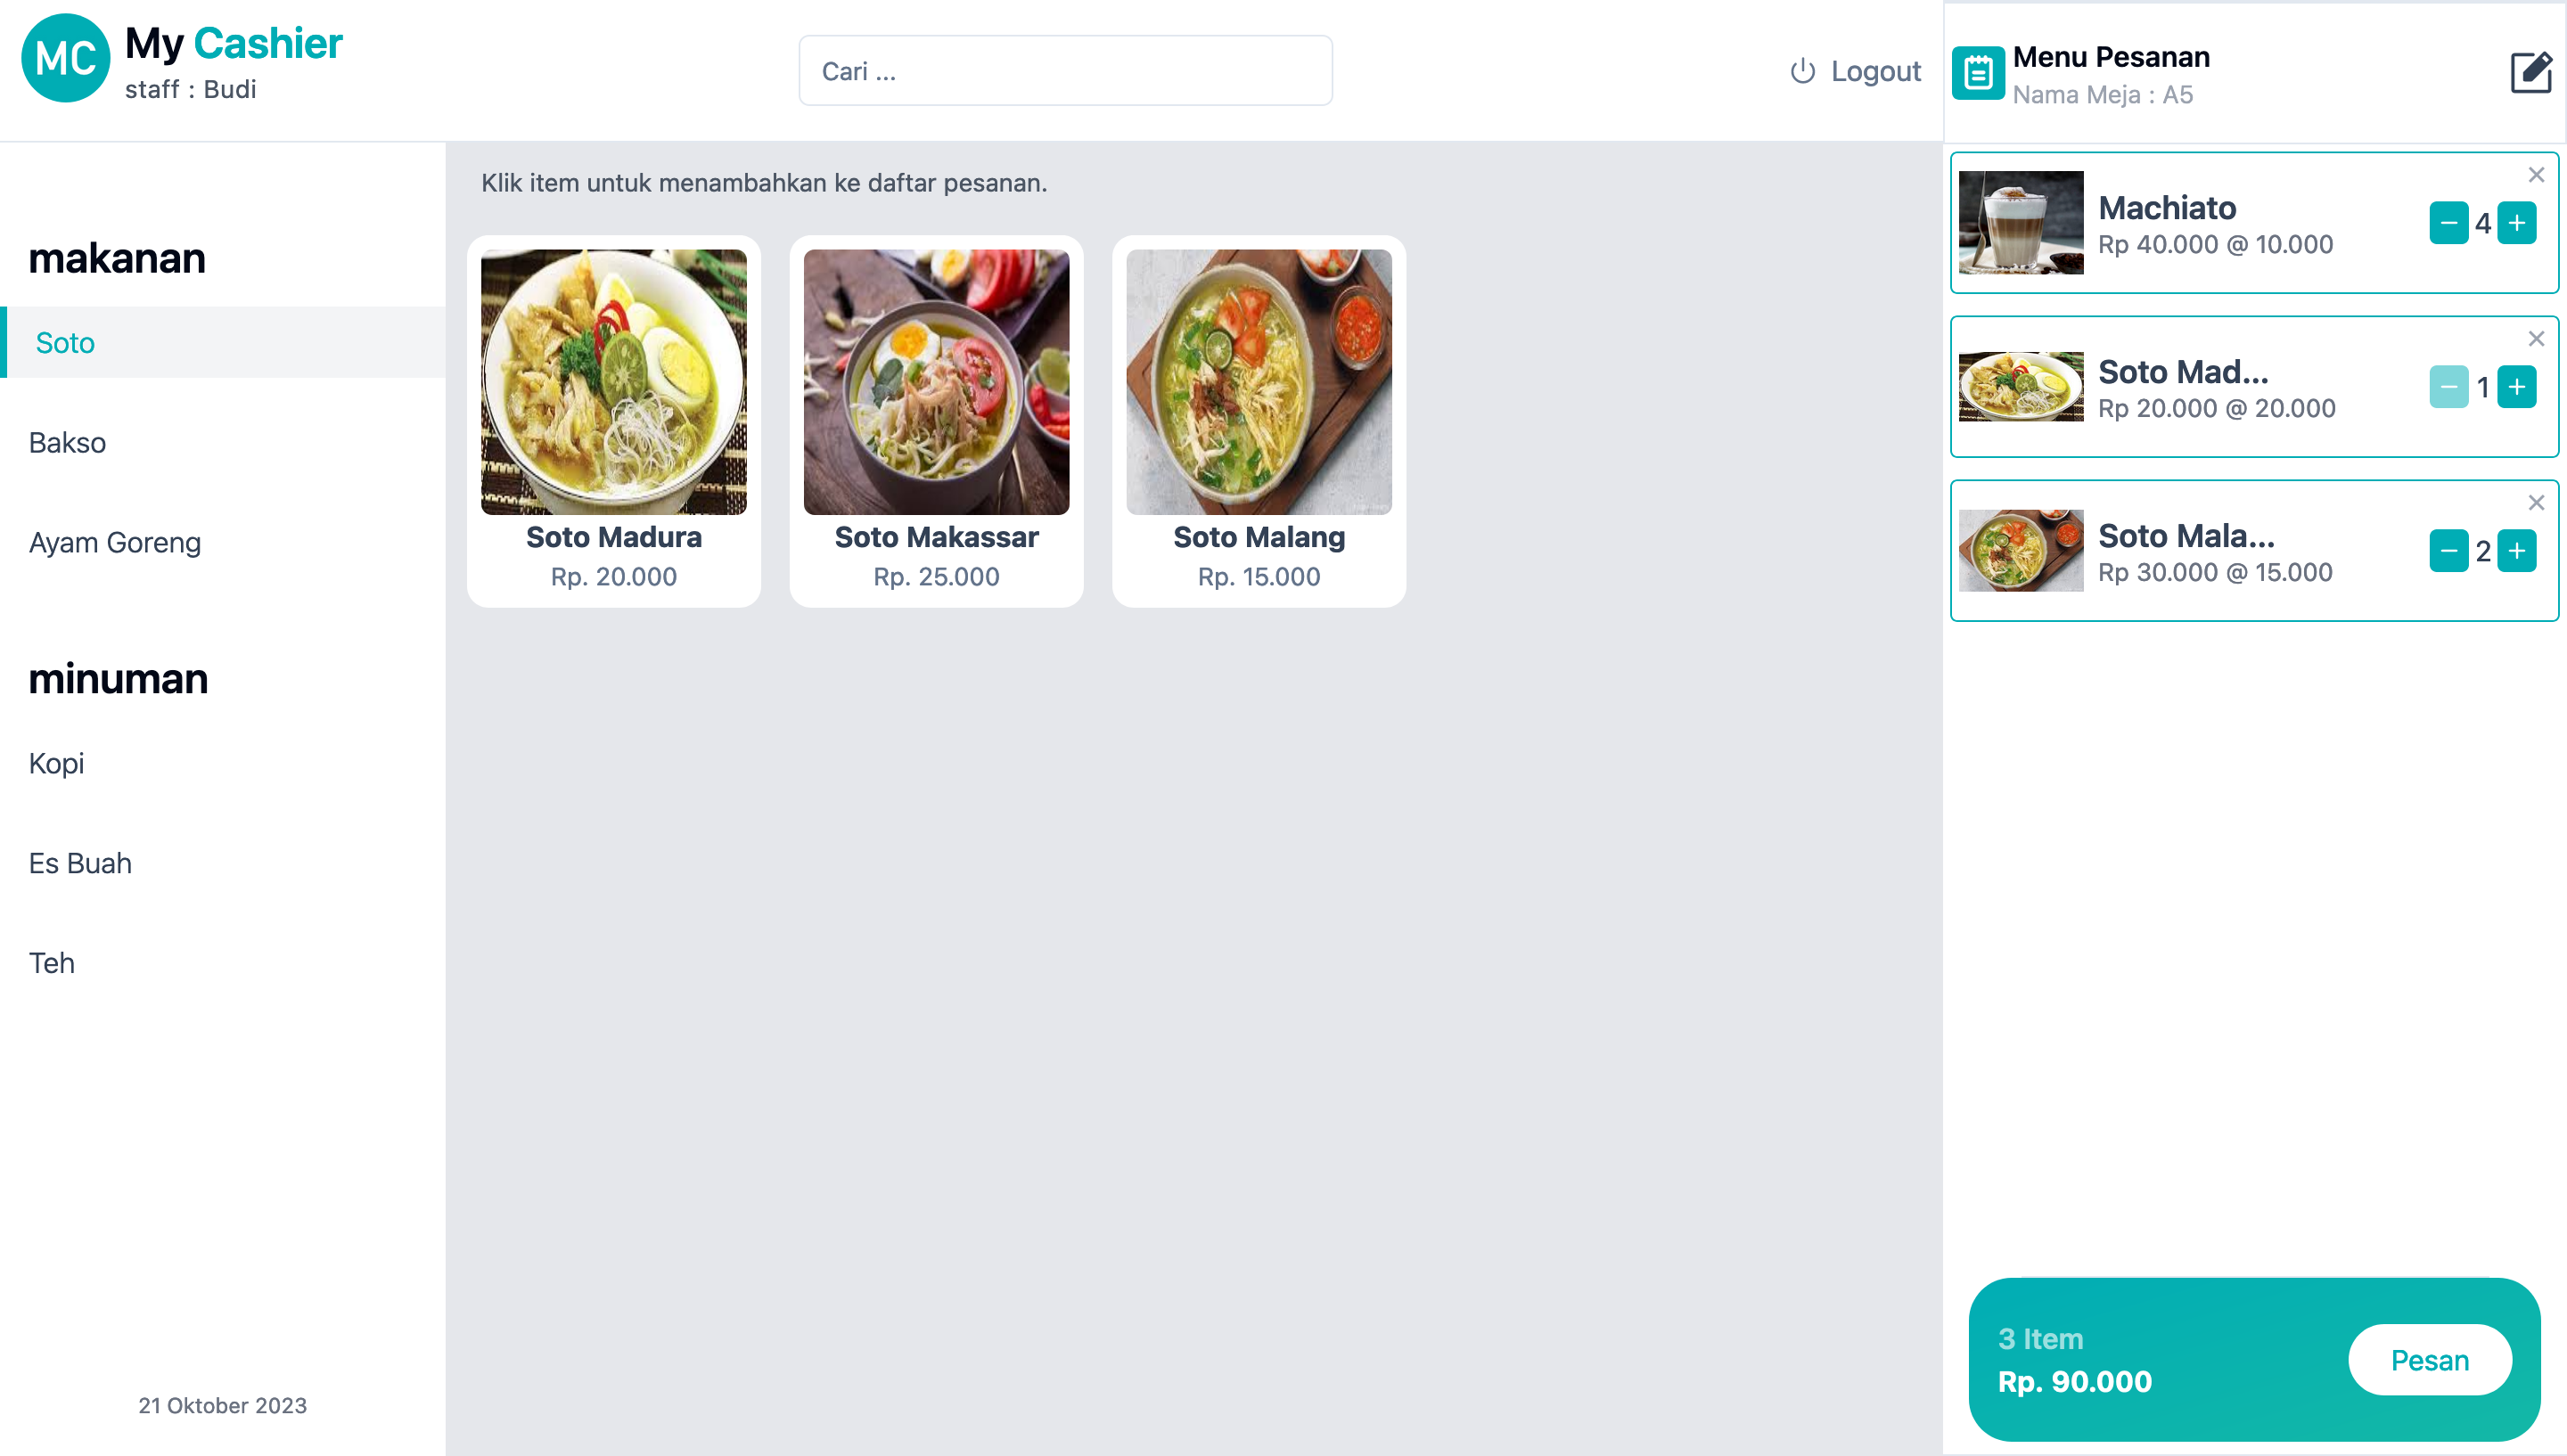 MC
My Cashier
staff : Budi
Cari ...
Logout
makanan
Soto
Bakso
Ayam Goreng
minuman
Kopi
Es Buah
Teh
21 Oktober 2023
Klik item untuk menambahkan ke daftar pesanan.
Soto Madura
Rp. 20.000
Soto Makassar
Rp. 25.000
Soto Malang
Rp. 15.000
Menu Pesanan
Nama Meja : A5
Machiato
Rp 40.000 @ 10.000
4
Soto Mad...
Rp 20.000 @ 20.000
1
Soto Mala...
Rp 30.000 @ 15.000
2
3 Item
Rp. 90.000
Pesan